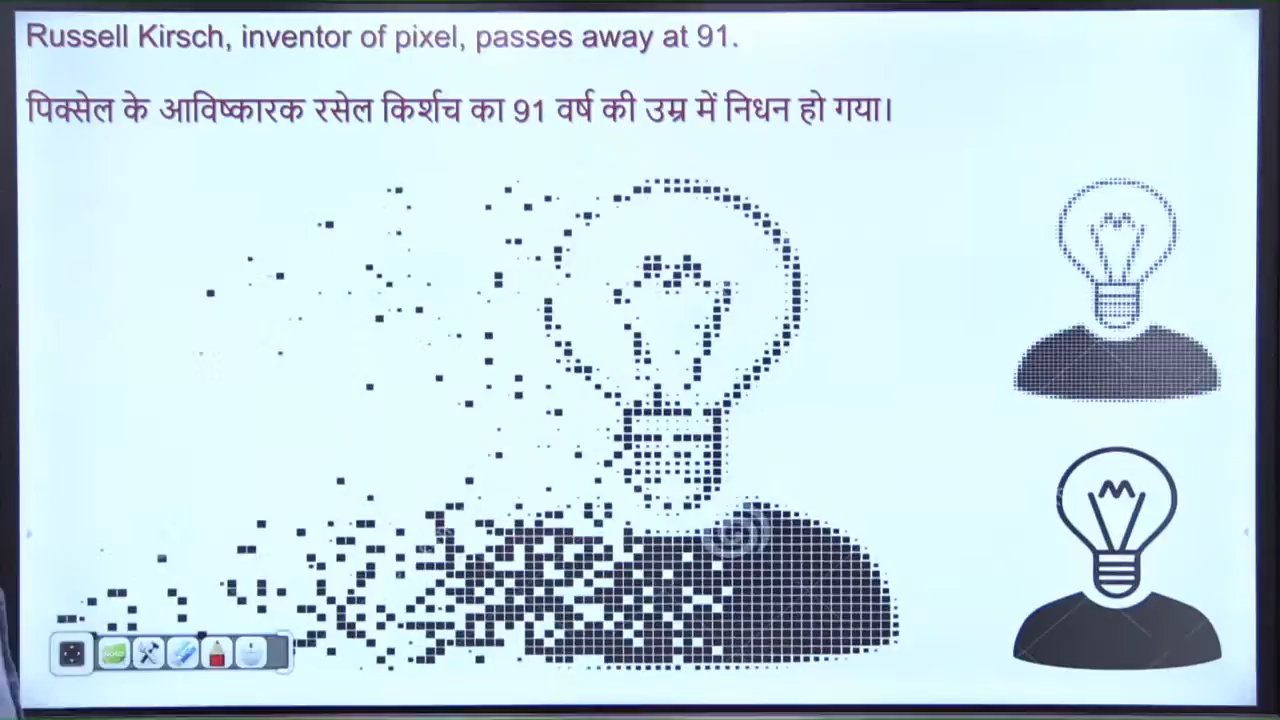 Russell Kirsch, inventor of pixel, passes away at 91.
पिक्सेल के आविष्कारक रसेल किर्शच का 91 वर्ष की उम्र में निधन हो गया।